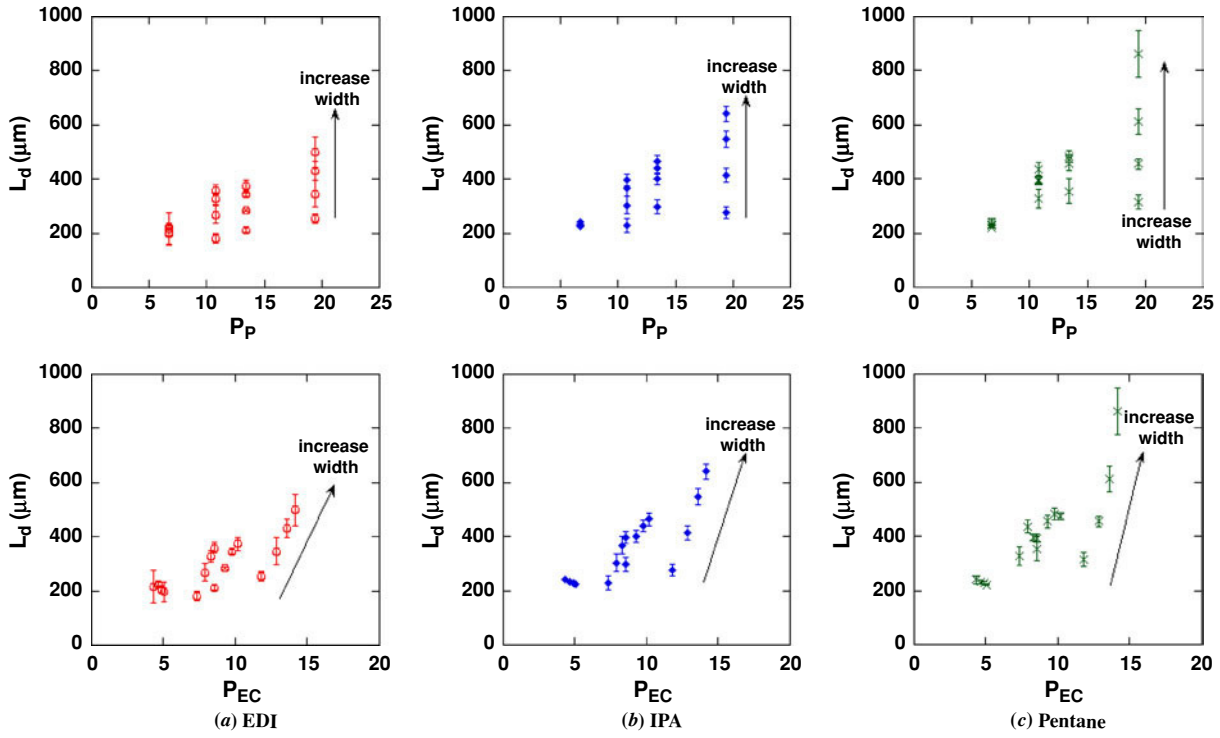 1000
800
600
400
200
0
L_d (μm)
increase
width
0 5 10 15 20 25
P_P
1000
800
600
400
200
0
L_d (μm)
increase
width
0 5 10 15 20 25
P_P
1000
800
600
400
200
0
L_d (μm)
increase
width
0 5 10 15 20 25
P_P
1000
800
600
400
200
0
L_d (μm)
increase
width
0 5 10 15 20
P_EC
(a) EDI
1000
800
600
400
200
0
L_d (μm)
increase
width
0 5 10 15 20
P_EC
(b) IPA
1000
800
600
400
200
0
L_d (μm)
increase
width
0 5 10 15 20
P_EC
(c) Pentane